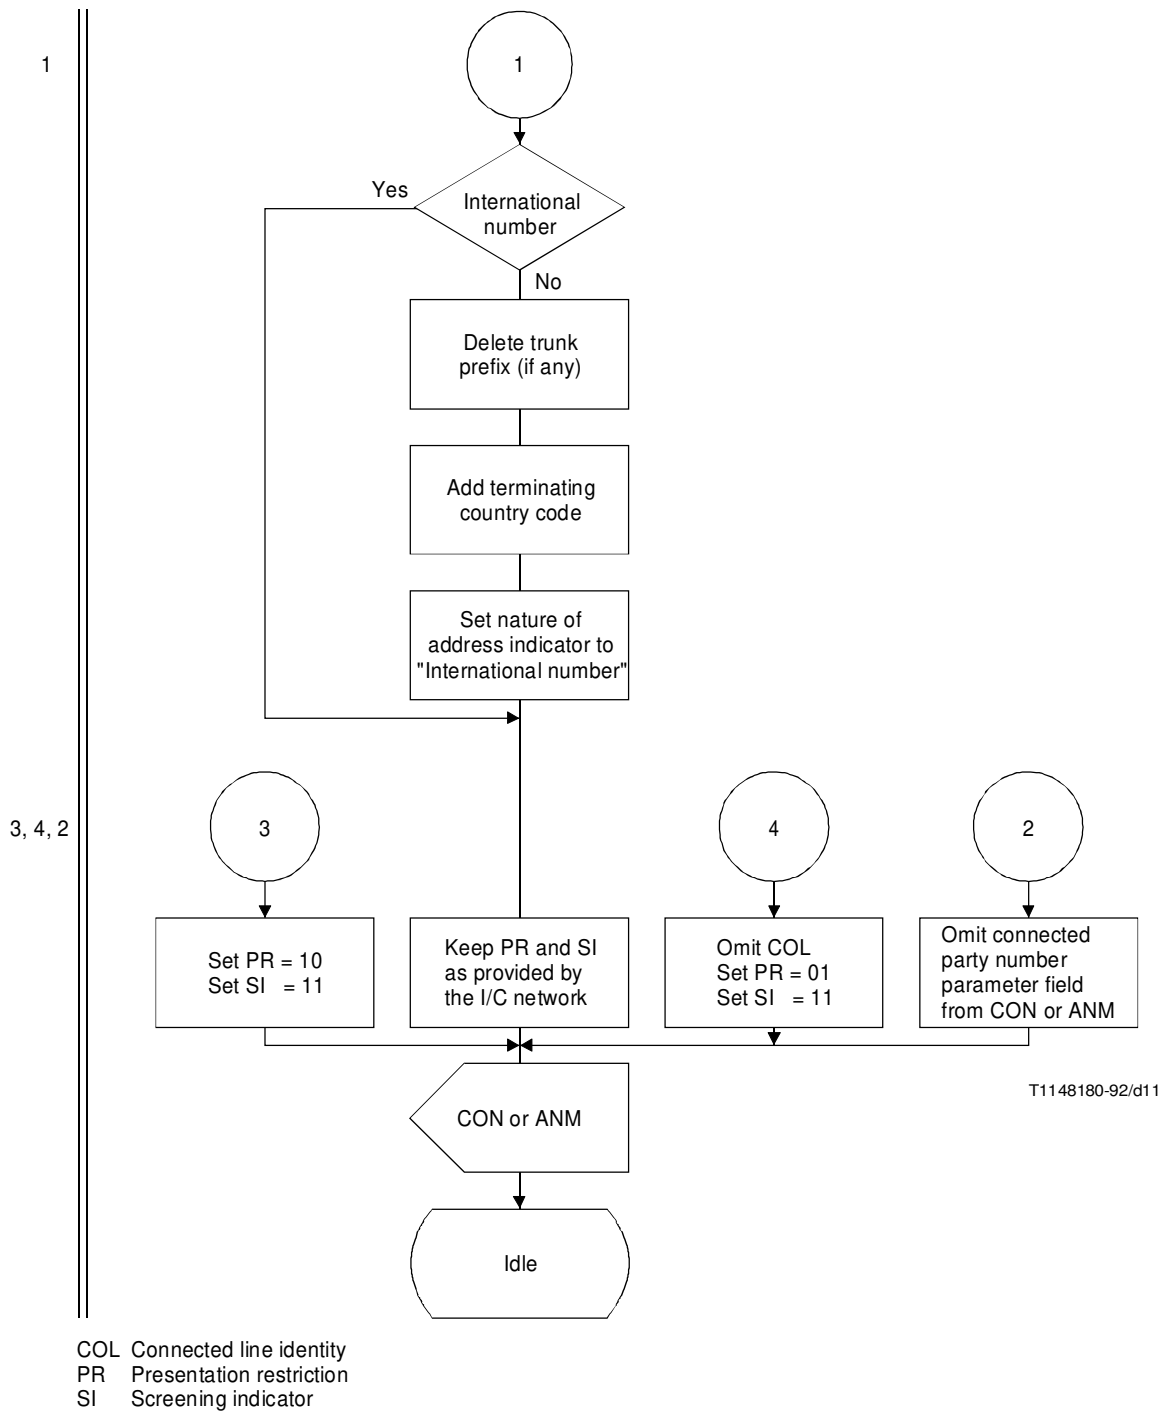 1
1
Yes
International
number
No
Delete trunk
prefix (if any)
Add terminating
country code
Set nature of
address indicator to
"International number"
3, 4, 2
3
4
2
Set PR = 10
Set SI = 11
Keep PR and SI
as provided by
the I/C network
Omit COL
Set PR = 01
Set SI = 11
Omit connected
party number
parameter field
from CON or ANM
T1148180-92/d11
CON or ANM
Idle
COL Connected line identity
PR Presentation restriction
SI Screening indicator